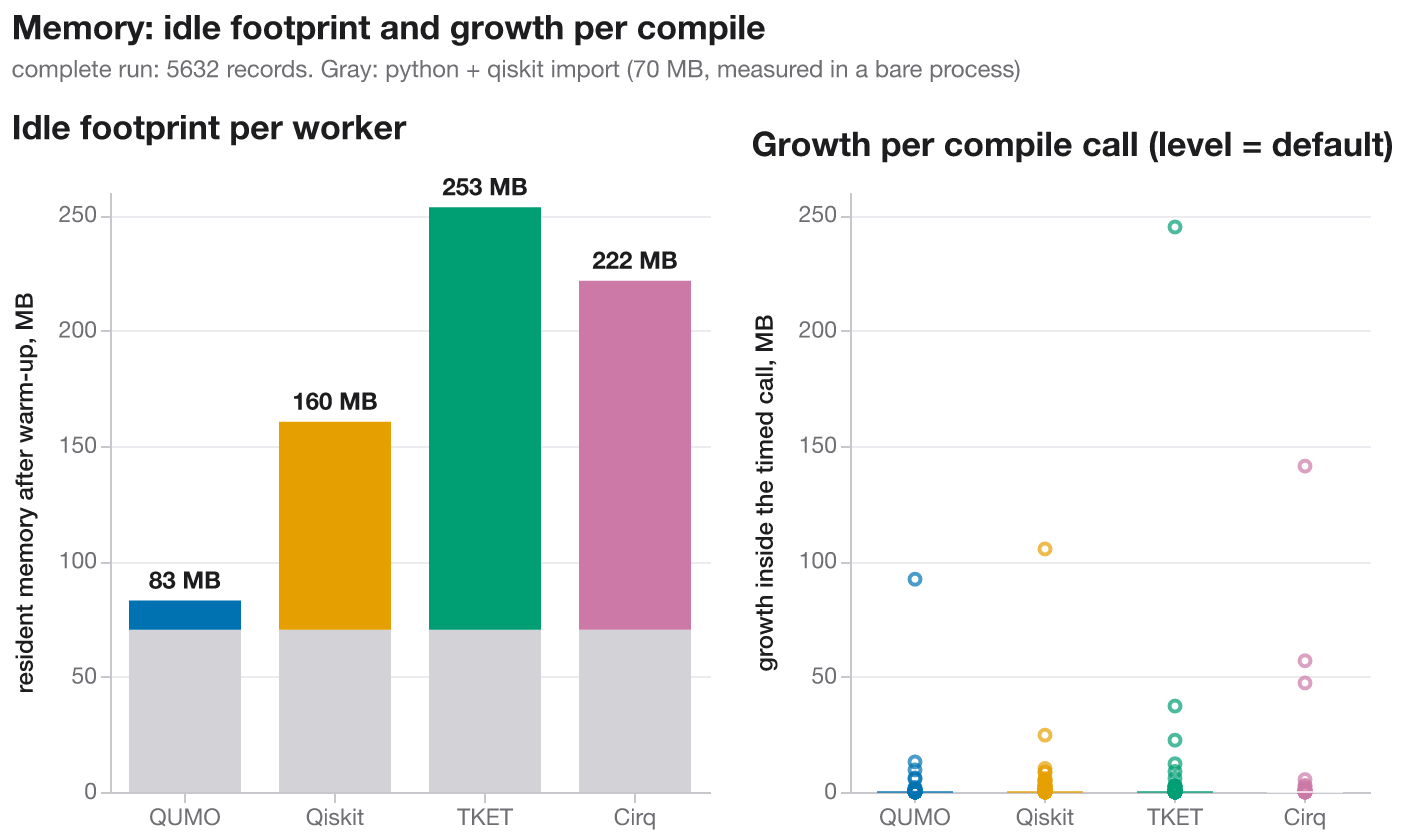 Memory: idle footprint and growth per compile
complete run: 5632 records. Gray: python + qiskit import (70 MB, measured in a bare process)
Idle footprint per worker
resident memory after warm-up, MB
250
200
150
100
50
0
83 MB
160 MB
253 MB
222 MB
QUMO
Qiskit
TKET
Cirq
Growth per compile call (level = default)
growth inside the timed call, MB
250
200
150
100
50
0
QUMO
Qiskit
TKET
Cirq